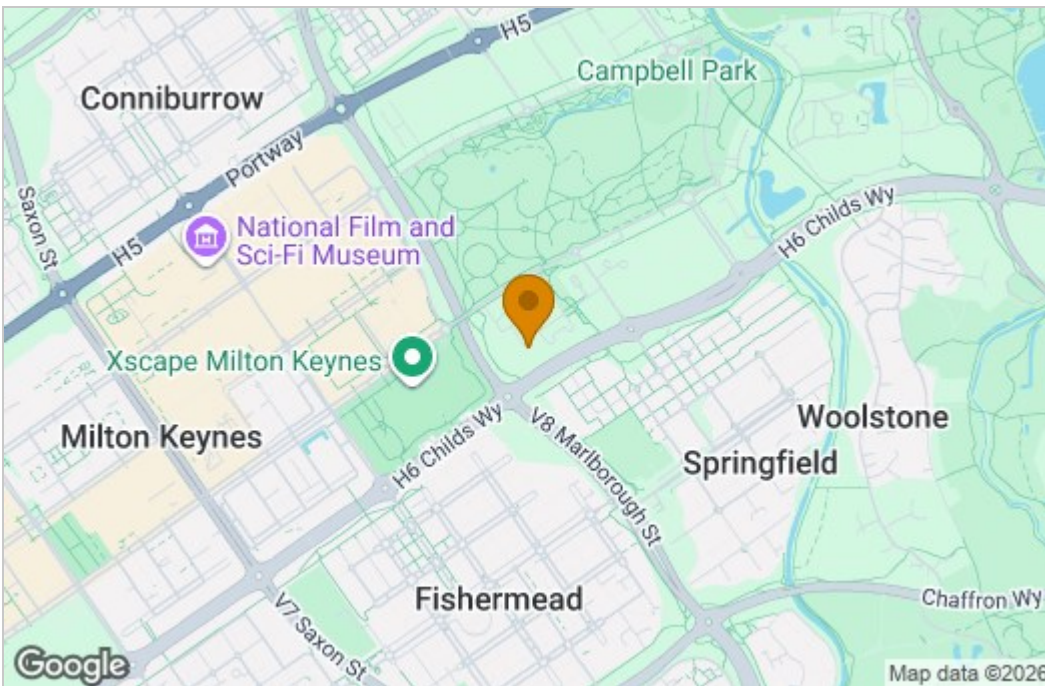 H5
Campbell Park
Conniburrow
Portway
Saxon St
H6 Childs Wy
National Film and
Sci-Fi Museum
H5
Xscape Milton Keynes
Woolstone
Milton Keynes
H6 Childs Wy
V8 Marlborough St
Springfield
Fishermead
Chaffron Wy
V7 Saxon St
Google
Map data ©2026